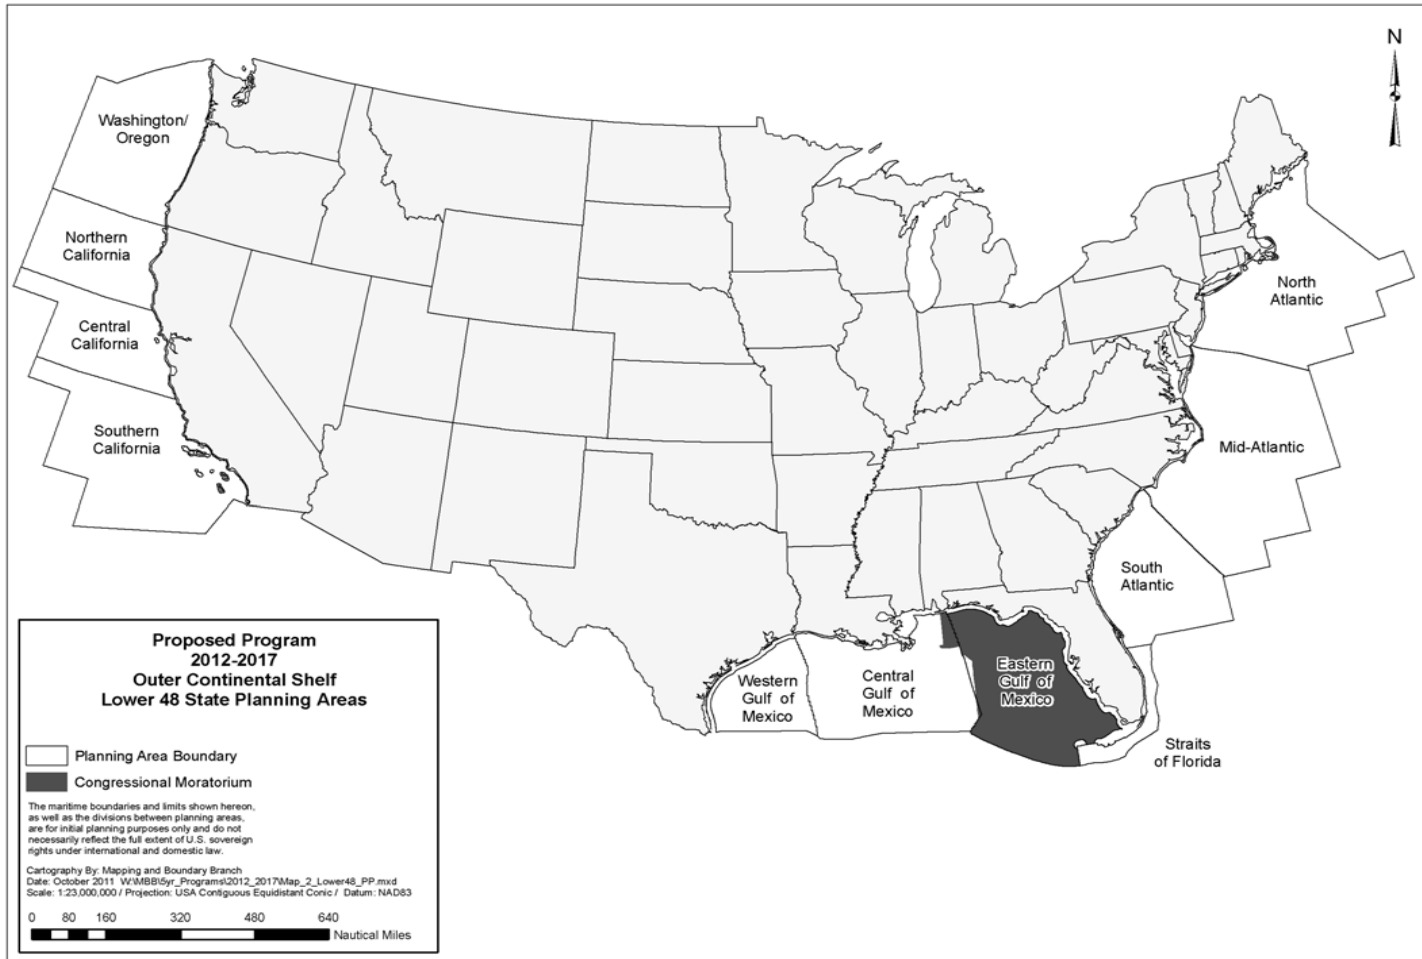 N
Washington/
Oregon
Northern
California
Central
California
Southern
California
North
Atlantic
Mid-Atlantic
South
Atlantic
Western
Gulf of
Mexico
Central
Gulf of
Mexico
Eastern
Gulf of
Mexico
Straits
of Florida
Proposed Program
2012-2017
Outer Continental Shelf
Lower 48 State Planning Areas
Planning Area Boundary
Congressional Moratorium
The maritime boundaries and limits shown hereon,
as well as the divisions between planning areas,
are for initial planning purposes only and do not
necessarily reflect the full extent of U.S. sovereign
rights under international and domestic law.
Cartography By: Mapping and Boundary Branch
Date: October 2011 W:\MBB\5yr_Programs\2012_2017\Map_2_Lower48_PP.mxd
Scale: 1:23,000,000 / Projection: USA Contiguous Equidistant Conic / Datum: NAD83
0 80 160 320 480 640
Nautical Miles